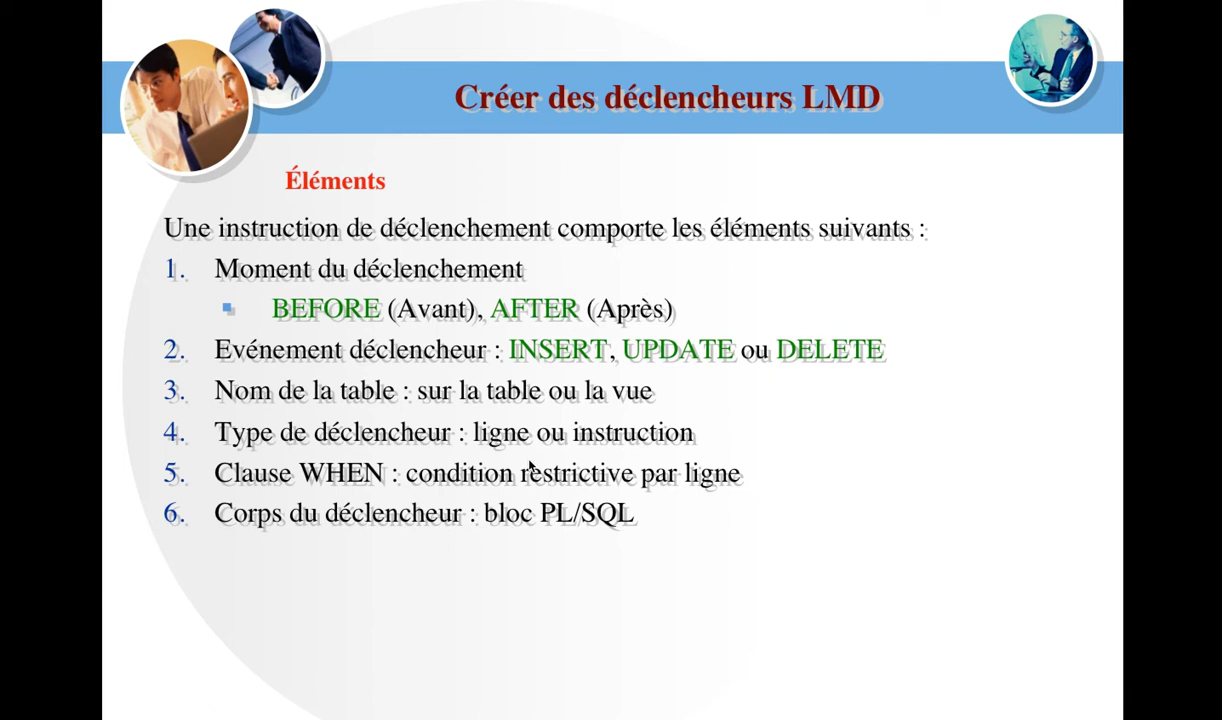 Créer des déclencheurs LMD
Éléments
Une instruction de déclenchement comporte les éléments suivants :
1. Moment du déclenchement
BEFORE (Avant), AFTER (Après)
2. Evénement déclencheur : INSERT, UPDATE ou DELETE
3. Nom de la table : sur la table ou la vue
4. Type de déclencheur : ligne ou instruction
5. Clause WHEN : condition restrictive par ligne
6. Corps du déclencheur : bloc PL/SQL